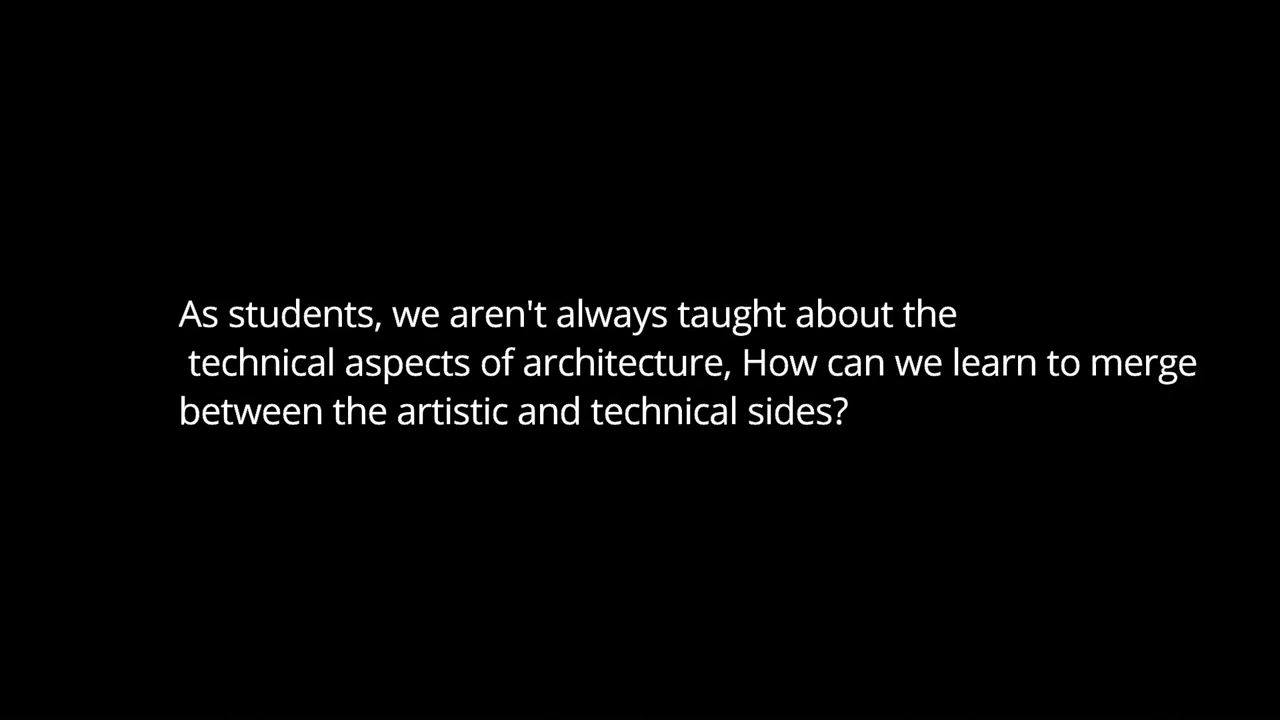 As students, we aren't always taught about the
technical aspects of architecture, How can we learn to merge
between the artistic and technical sides?